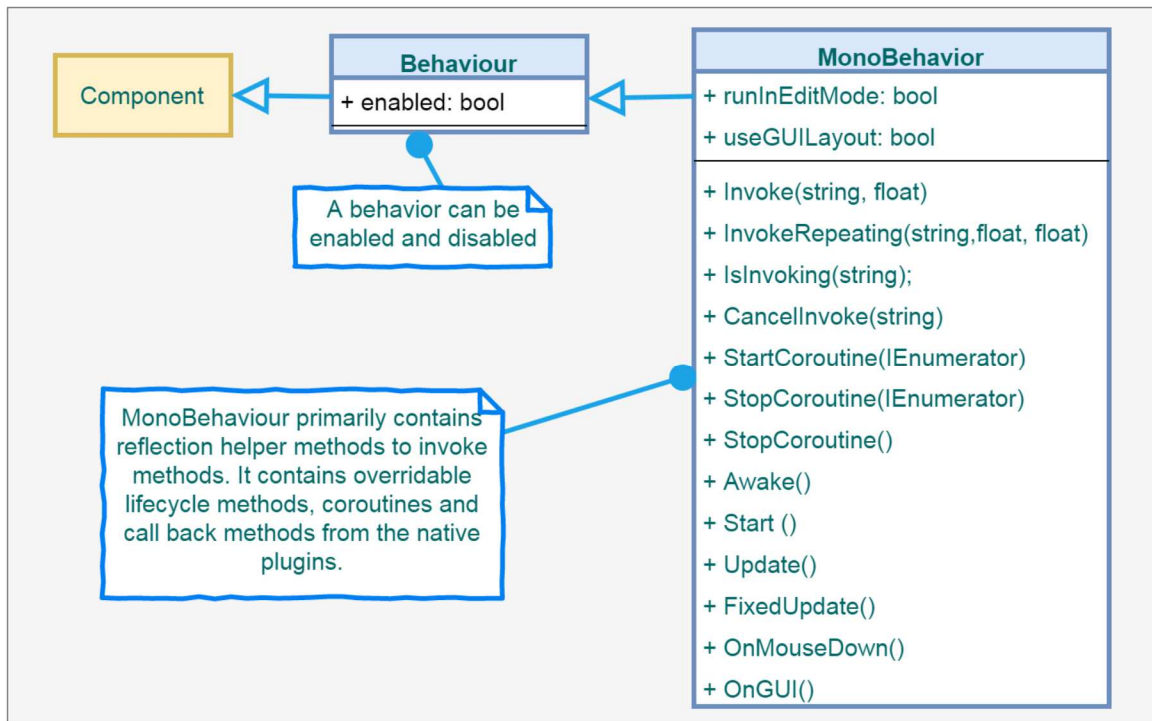 Component
Behaviour
+ enabled: bool
A behavior can be
enabled and disabled
MonoBehavior
+ runInEditMode: bool
+ useGUILayout: bool
+ Invoke(string, float)
+ InvokeRepeating(string,float, float)
+ IsInvoking(string);
+ CancelInvoke(string)
+ StartCoroutine(IEnumerator)
+ StopCoroutine(IEnumerator)
+ StopCoroutine()
+ Awake()
+ Start ()
+ Update()
+ FixedUpdate()
+ OnMouseDown()
+ OnGUI()
MonoBehaviour primarily contains
reflection helper methods to invoke
methods. It contains overridable
lifecycle methods, coroutines and
call back methods from the native
plugins.